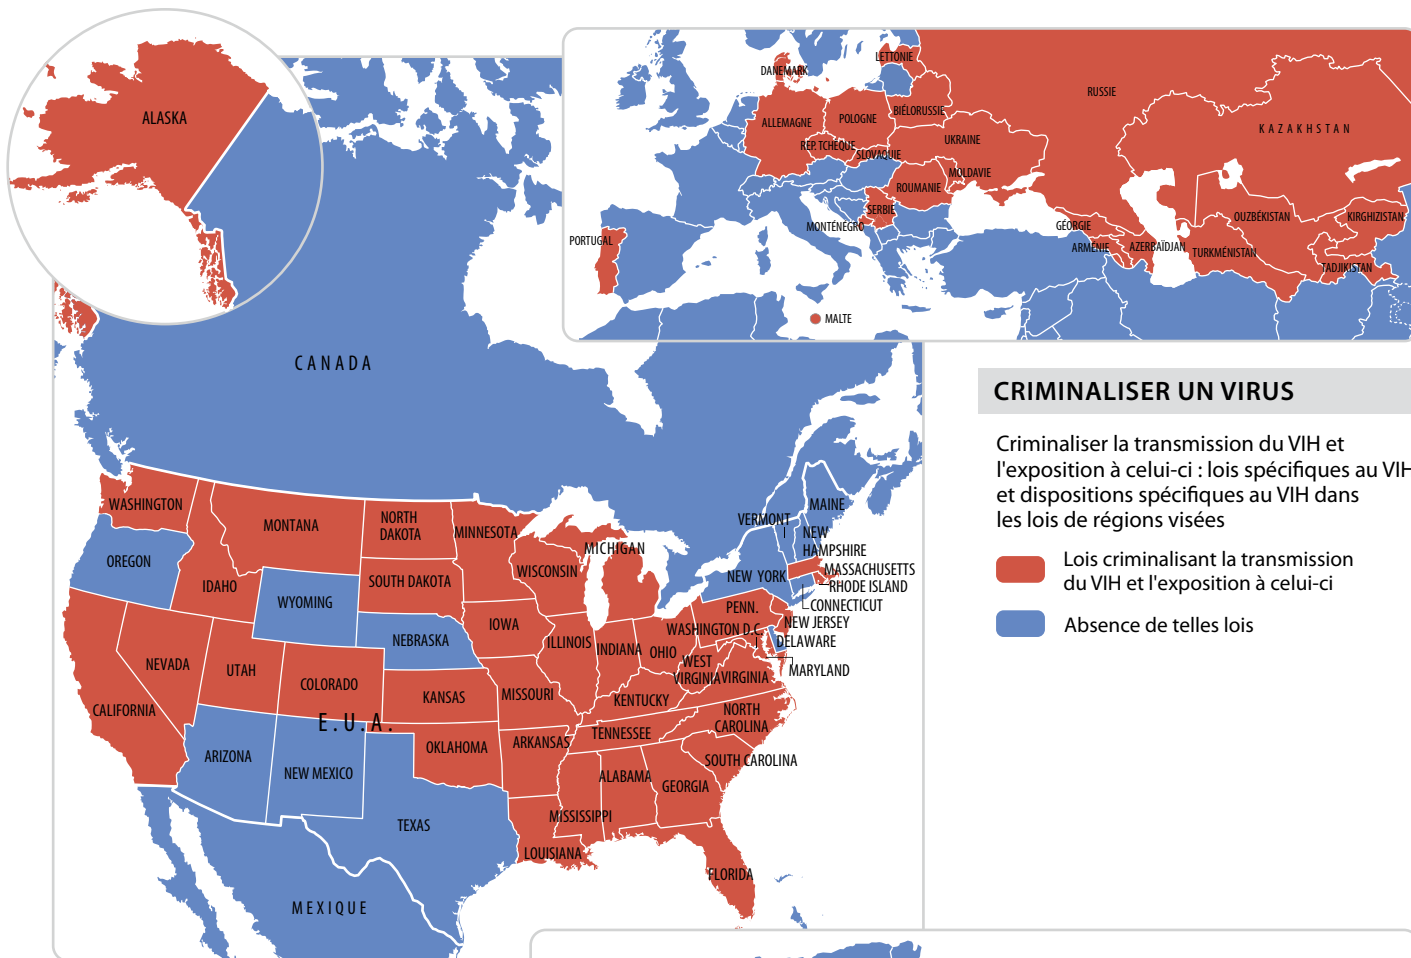 ALASKA
CANADA
WASHINGTON
MONTANA
NORTH
DAKOTA
MINNESOTA
OREGON
IDAHO
WYOMING
SOUTH DAKOTA
WISCONSIN
MICHIGAN
NEBRASKA
IOWA
NEVADA
UTAH
COLORADO
KANSAS
MISSOURI
ILLINOIS
INDIANA
OHIO
CALIFORNIA
E.U.A.
ARIZONA
NEW MEXICO
OKLAHOMA
ARKANSAS
TEXAS
LOUISIANA
MISSISSIPPI
ALABAMA
GEORGIA
FLORIDA
TENNESSEE
KENTUCKY
WEST
VIRGINIA
VIRGINIA
NORTH
CAROLINA
SOUTH CAROLINA
MAINE
VERMONT
NEW
HAMPSHIRE
MASSACHUSETTS
RHODE ISLAND
CONNECTICUT
NEW YORK
PENN.
NEW JERSEY
WASHINGTON D.C.
DELAWARE
MARYLAND
MEXIQUE
LETTONIE
DANEMARK
RUSSIE
ALLEMAGNE
POLOGNE
BIÉLORUSSIE
KAZAKHSTAN
REP. TCHÈQUE
SLOVAQUIE
UKRAINE
MOLDAVIE
ROUMANIE
SERBIE
MONTÉNÉGRO
PORTUGAL
GÉORGIE
ARMÉNIE
AZERBAÏDJAN
OUZBÉKISTAN
KIRGHIZISTAN
TURKMÉNISTAN
TADJIKISTAN
MALTE
CRIMINALISER UN VIRUS
Criminaliser la transmission du VIH et
l'exposition à celui-ci : lois spécifiques au VIH
et dispositions spécifiques au VIH dans
les lois de régions visées
Lois criminalisant la transmission
du VIH et l'exposition à celui-ci
Absence de telles lois